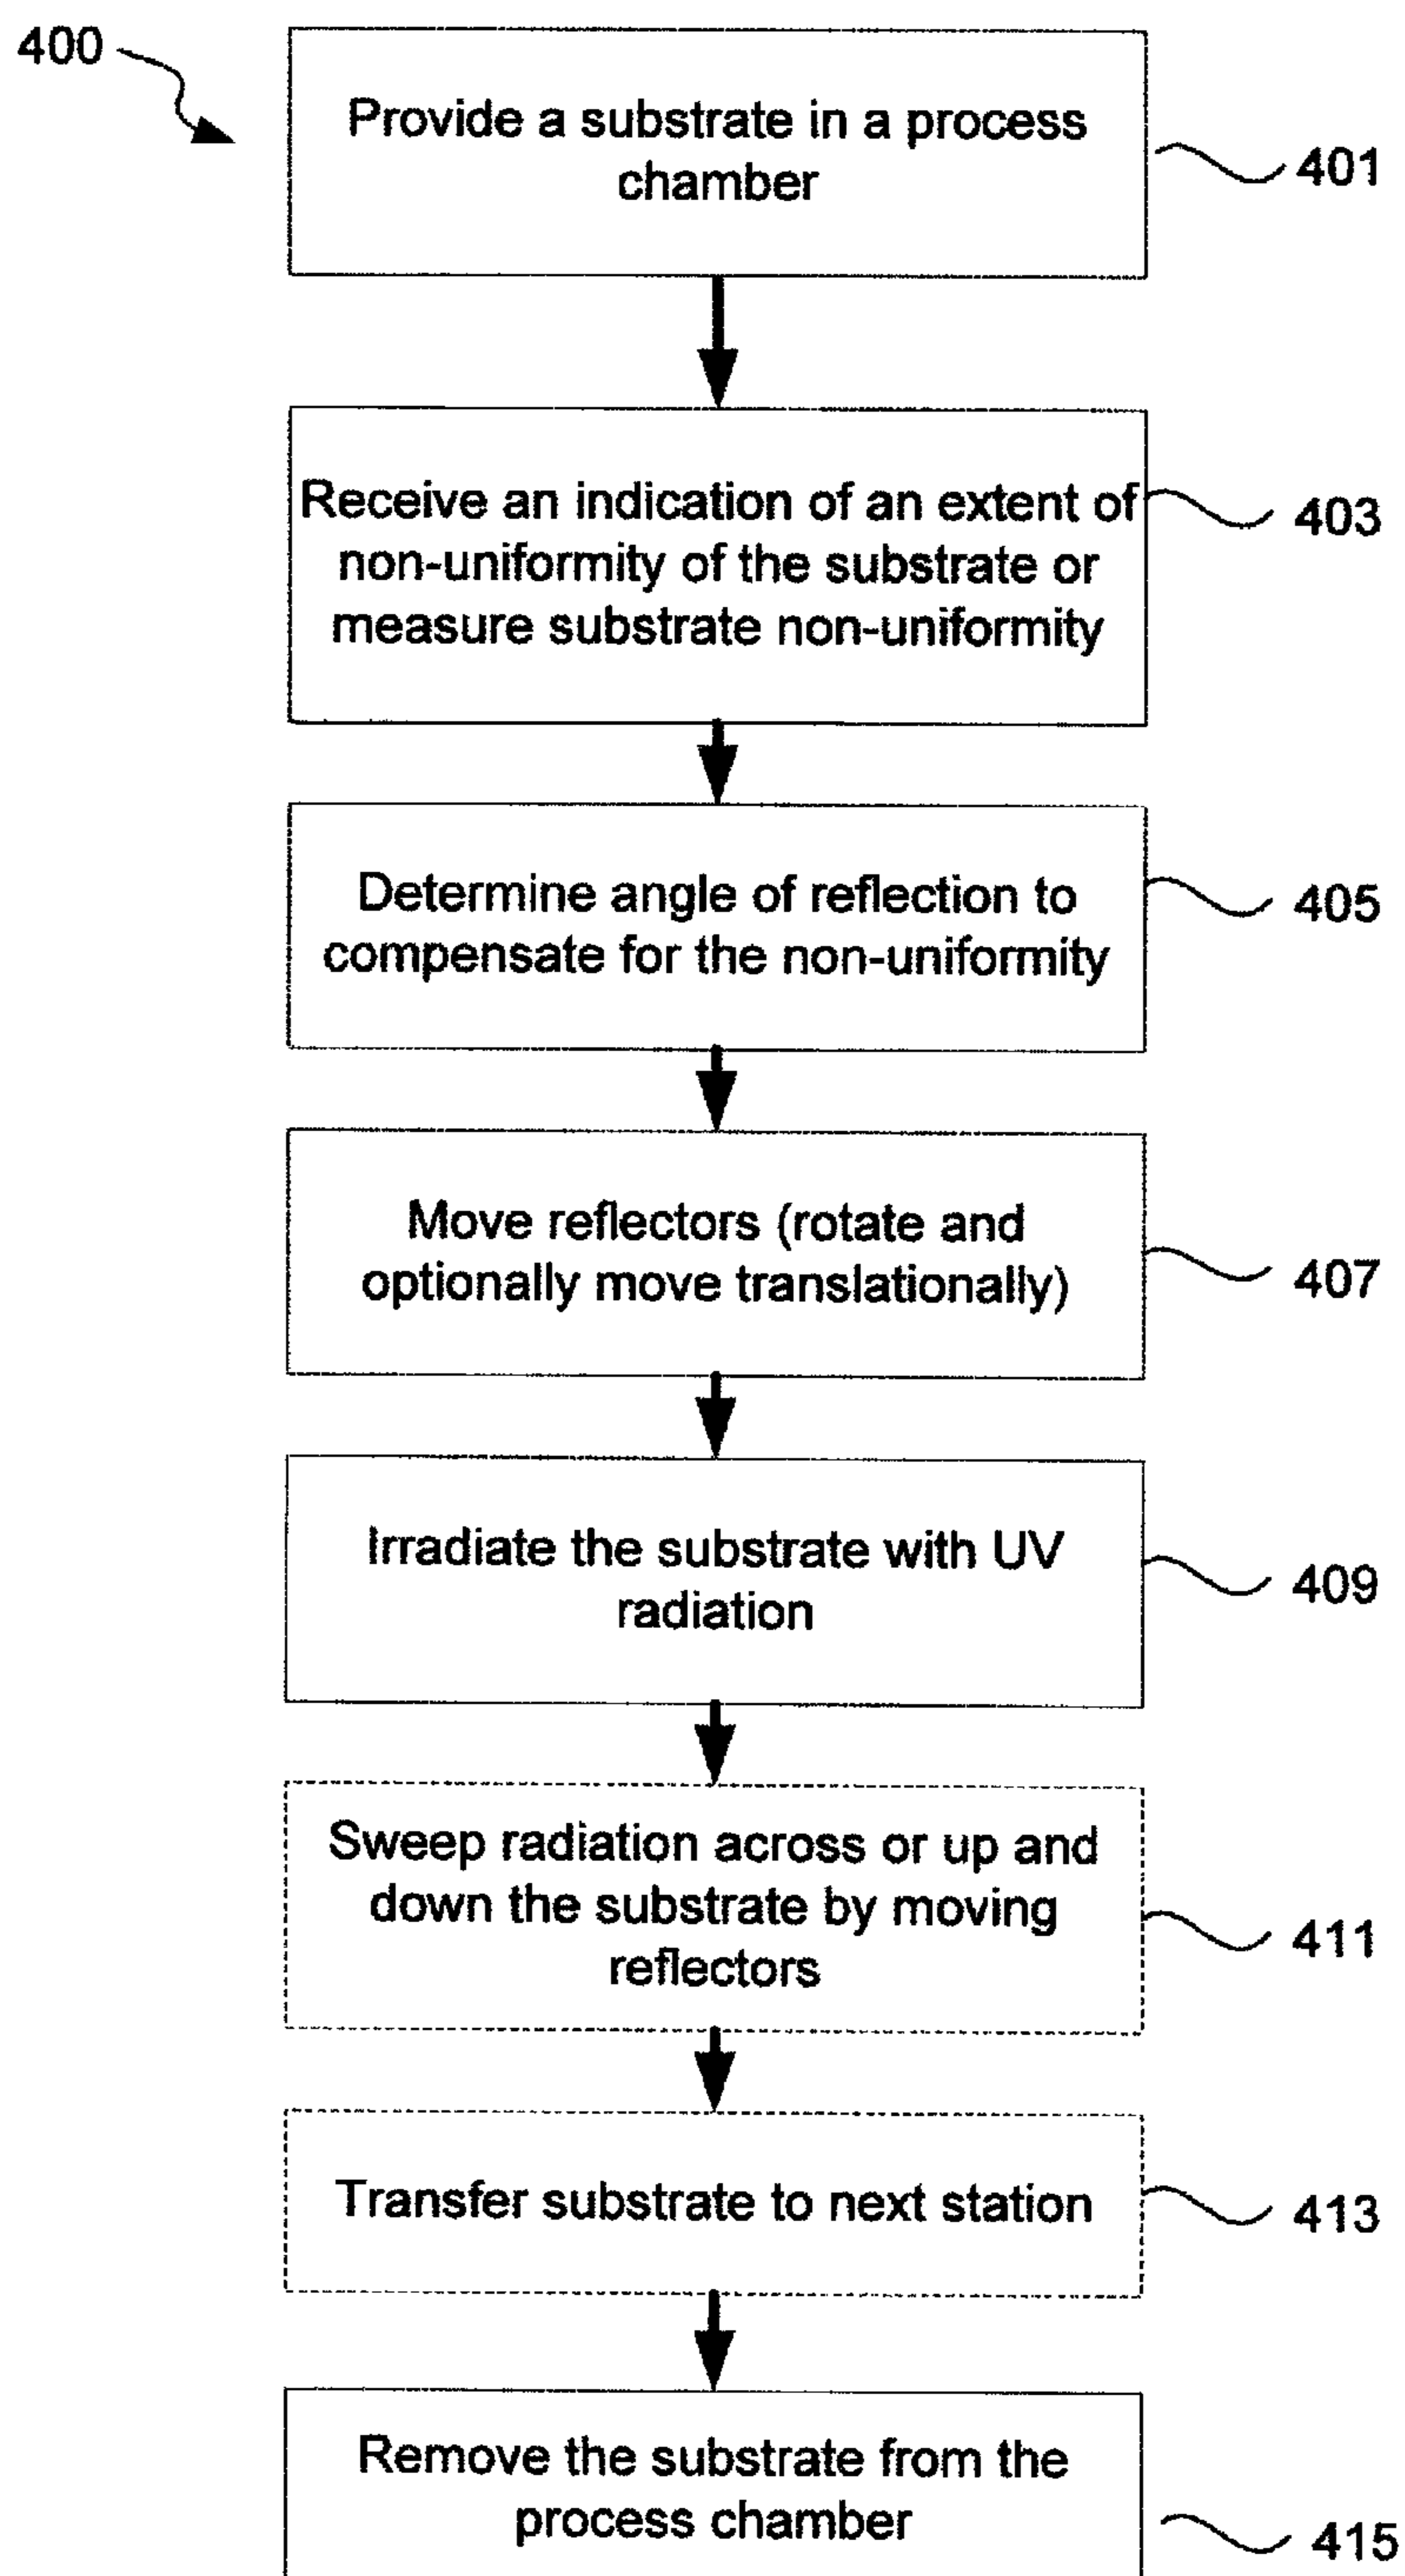 400
Provide a substrate in a process
chamber
401
Receive an indication of an extent of
non-uniformity of the substrate or
measure substrate non-uniformity
403
Determine angle of reflection to
compensate for the non-uniformity
405
Move reflectors (rotate and
optionally move translationally)
407
Irradiate the substrate with UV
radiation
409
Sweep radiation across or up and
down the substrate by moving
reflectors
411
Transfer substrate to next station
413
Remove the substrate from the
process chamber
415